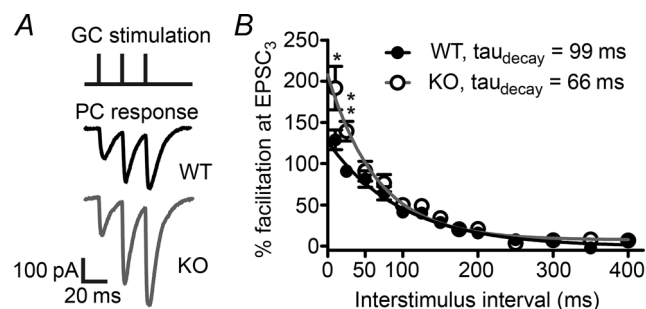 A
GC stimulation
PC response
WT
KO
100 pA
20 ms
B
% facilitation at EPSC3
250
200
150
100
50
0
*
**
WT, taudecay = 99 ms
KO, taudecay = 66 ms
0 50 100 150 200 250 300 350 400
Interstimulus interval (ms)